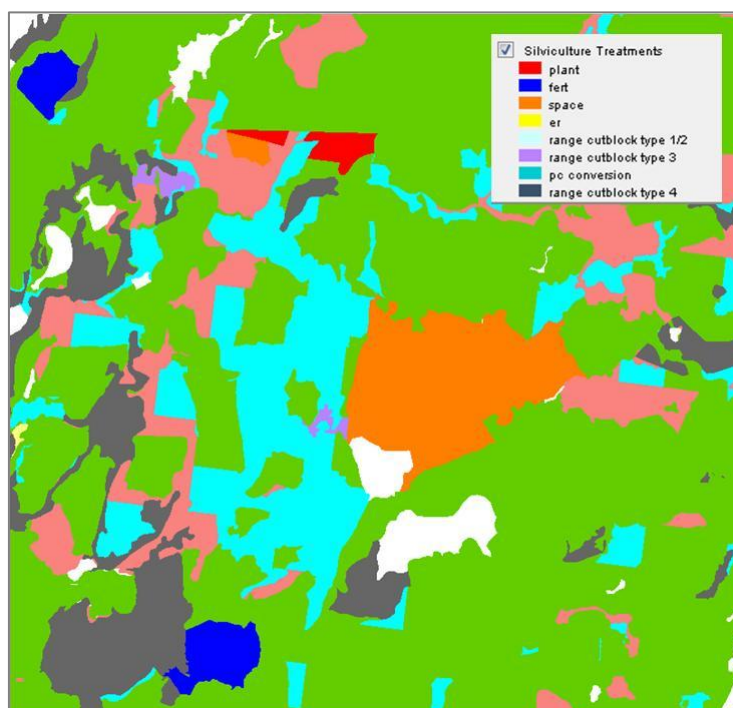 Silviculture Treatments
plant
fert
space
er
range cutblock type 1/2
range cutblock type 3
pc conversion
range cutblock type 4